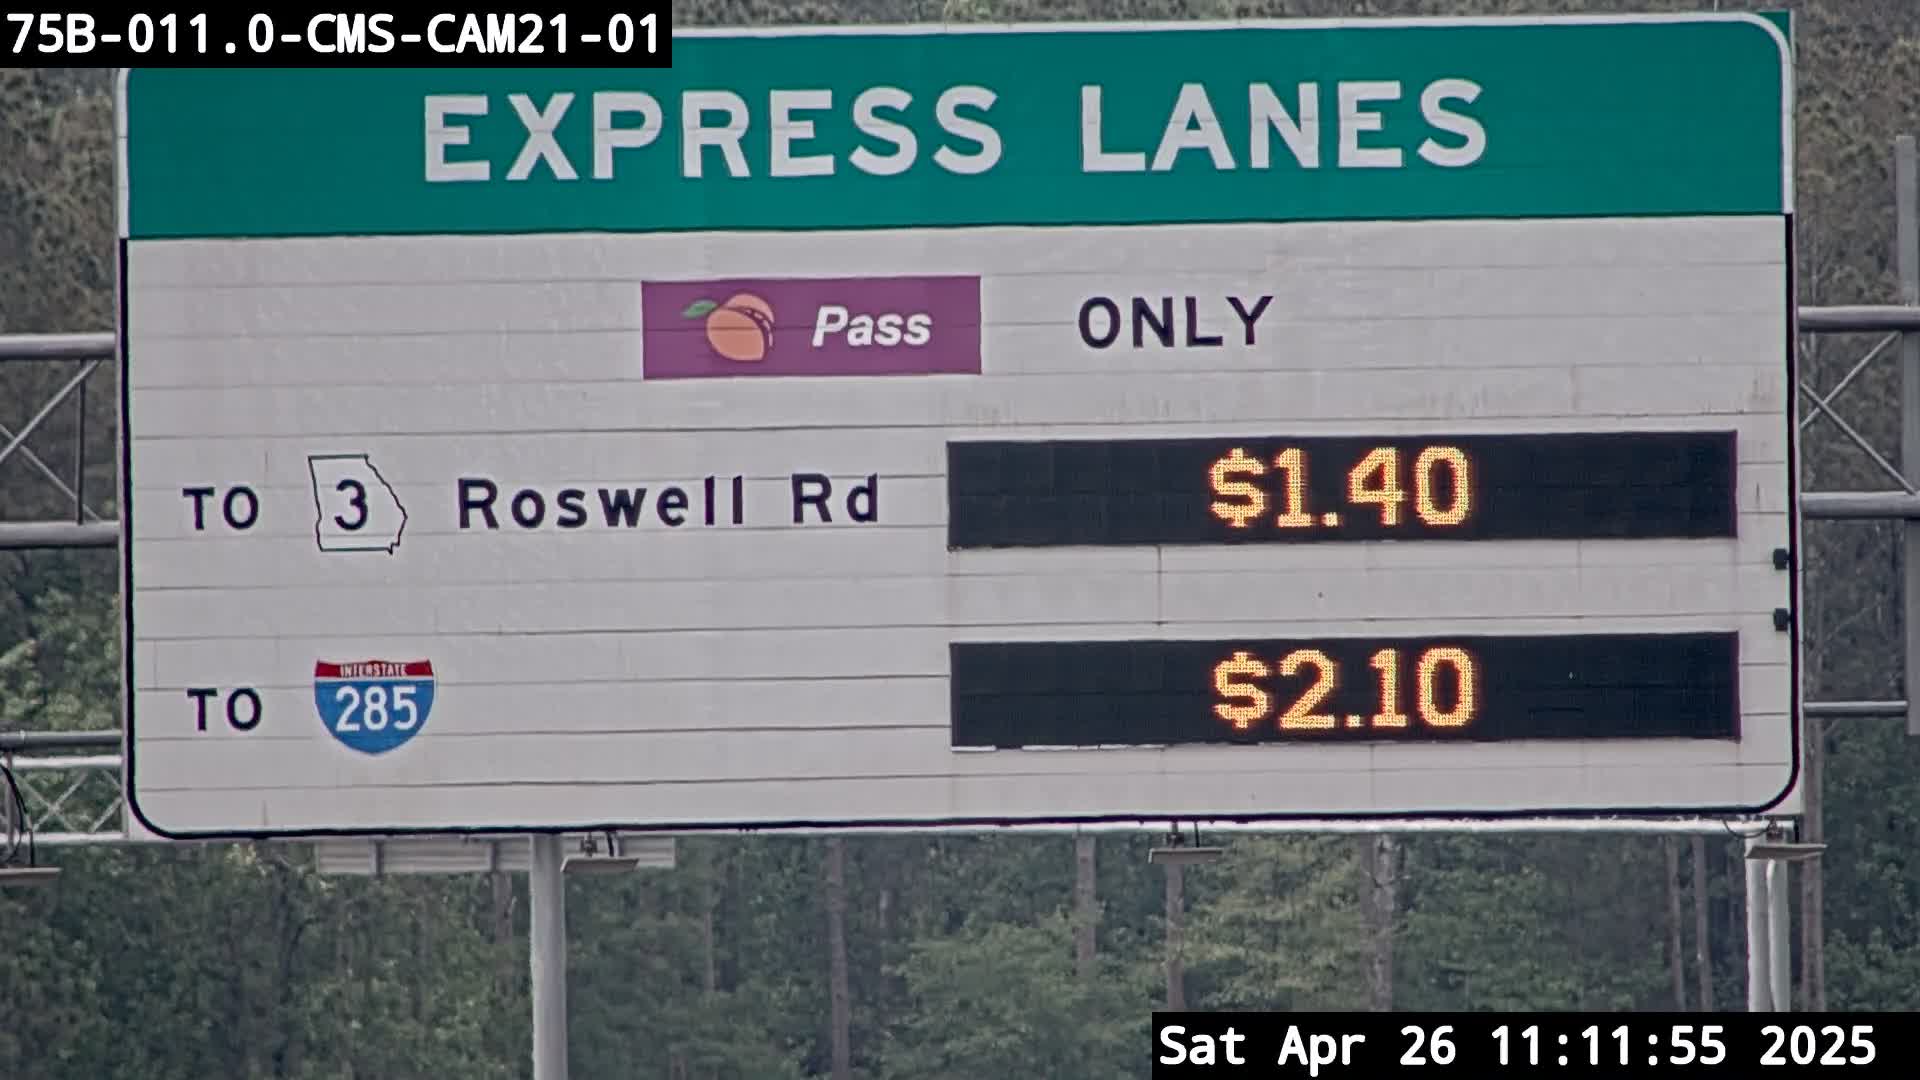 75B-011.0-CMS-CAM21-01
EXPRESS LANES
Pass ONLY
TO 3 Roswell Rd $1.40
INTERSTATE
TO 285 $2.10
Sat Apr 26 11:11:55 2025